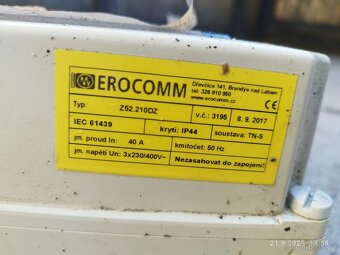 EROCOMM
Dřevčice 141, Brandýs nad Labem
tel: 326 910 950
www.erocomm.cz
CE
Typ: Z52.210DZ v.č.: 3195 8. 9. 2017
IEC 61439 krytí: IP44 soustava: TN-S
jm. proud In: 40 A kmitočet: 50 Hz
jm. napětí Un: 3x230/400V~ Nezasahovat do zapojení!
21.9.2025 14:58